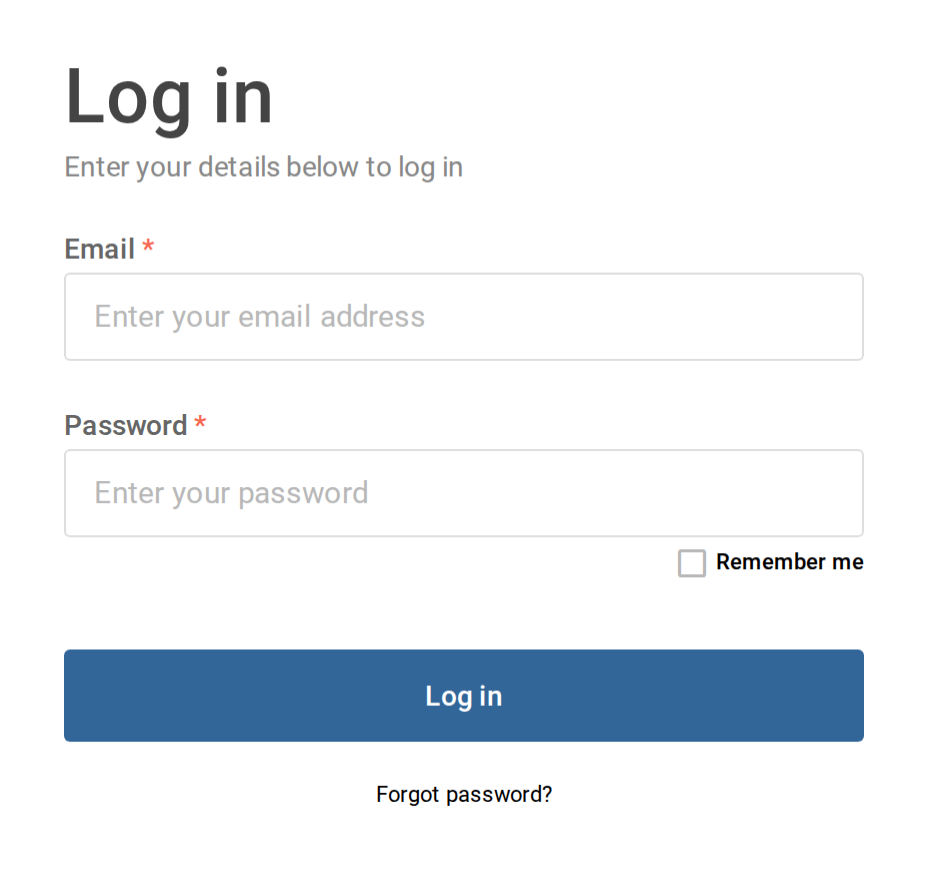 Log in
Enter your details below to log in
Email *
Enter your email address
Password *
Enter your password
Remember me
Log in
Forgot password?